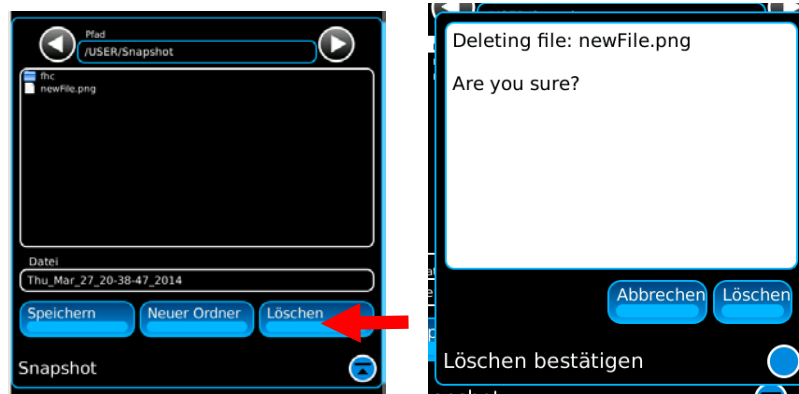 Pfad
/USER/Snapshot
fhc
newFile.png
Datei
Thu_Mar_27_20-38-47_2014
Speichern
Neuer Ordner
Löschen
Snapshot
Deleting file: newFile.png
Are you sure?
Abbrechen
Löschen
Löschen bestätigen